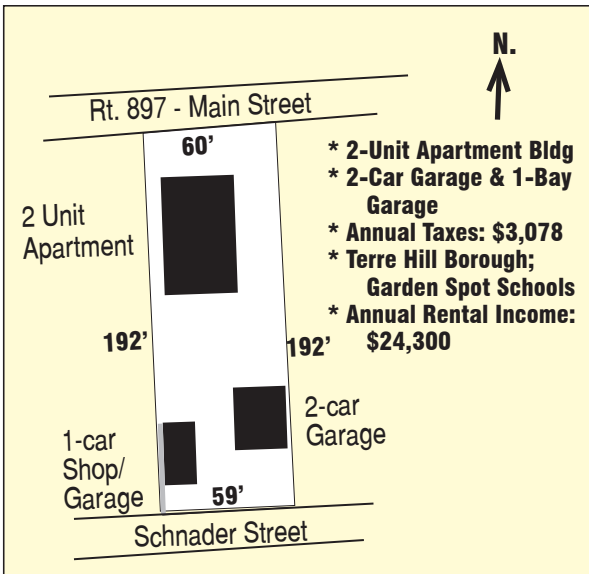 N.
Rt. 897 - Main Street
60’
* 2-Unit Apartment Bldg
* 2-Car Garage & 1-Bay
Garage
* Annual Taxes: $3,078
* Terre Hill Borough;
Garden Spot Schools
* Annual Rental Income:
$24,300
2 Unit
Apartment
192’
192’
2-car
Garage
1-car
Shop/
Garage
59’
Schnader Street